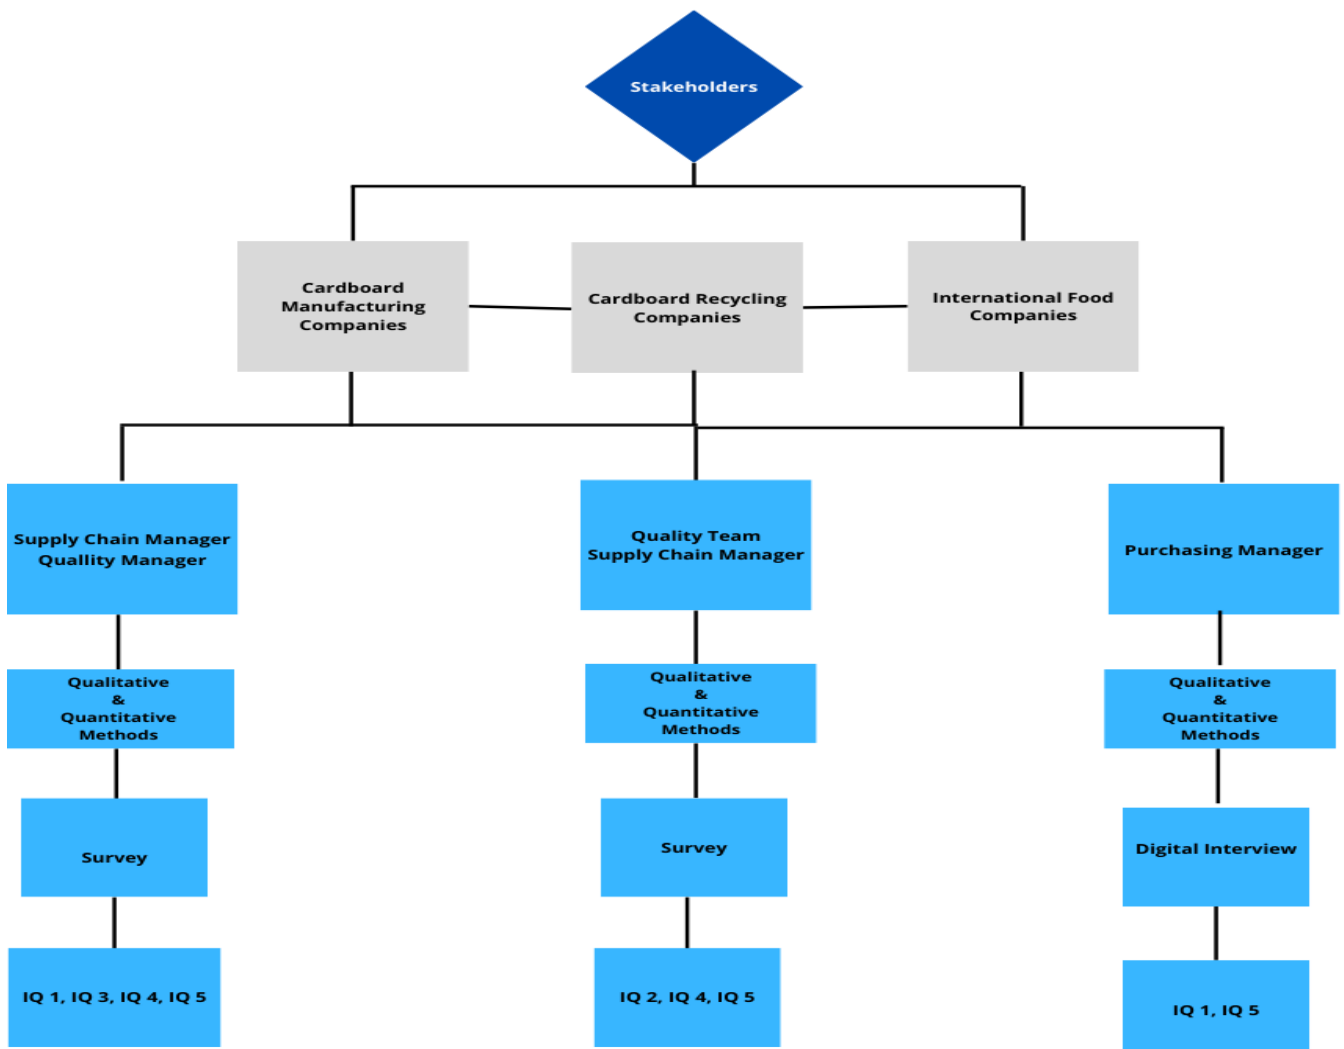 Stakeholders
Cardboard
Manufacturing
Companies
Cardboard Recycling
Companies
International Food
Companies
Supply Chain Manager
Quallity Manager
Quality Team
Supply Chain Manager
Purchasing Manager
Qualitative
&
Quantitative
Methods
Qualitative
&
Quantitative
Methods
Qualitative
&
Quantitative
Methods
Survey
Survey
Digital Interview
IQ 1, IQ 3, IQ 4, IQ 5
IQ 2, IQ 4, IQ 5
IQ 1, IQ 5